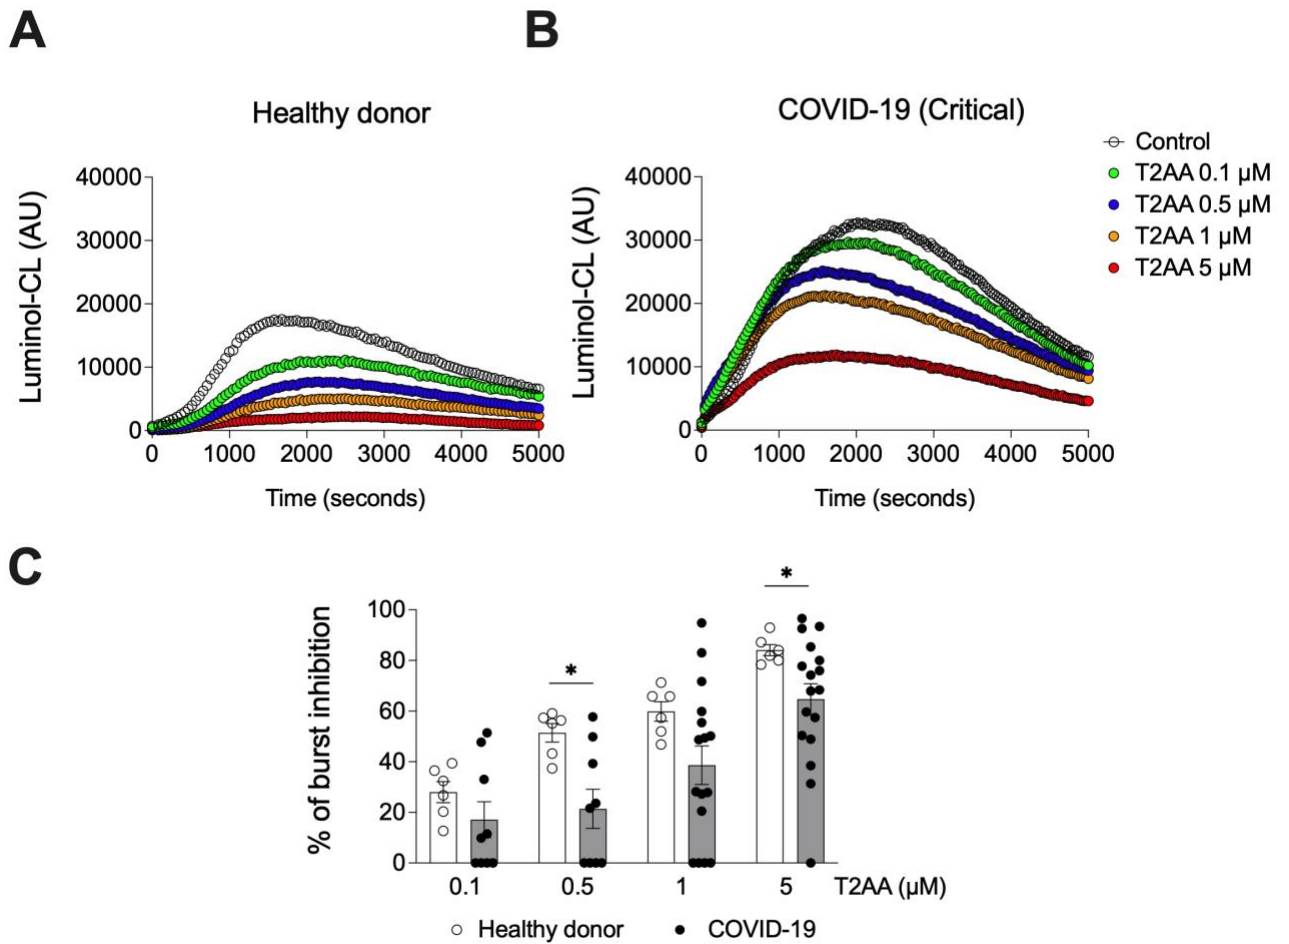 A
B
Healthy donor
COVID-19 (Critical)
Luminol-CL (AU)
40000
30000
20000
10000
0
0 1000 2000 3000 4000 5000
Time (seconds)
Luminol-CL (AU)
40000
30000
20000
10000
0
0 1000 2000 3000 4000 5000
Time (seconds)
Control
T2AA 0.1 µM
T2AA 0.5 µM
T2AA 1 µM
T2AA 5 µM
C
% of burst inhibition
100
80
60
40
20
0
*
*
0.1 0.5 1 5 T2AA (µM)
Healthy donor COVID-19